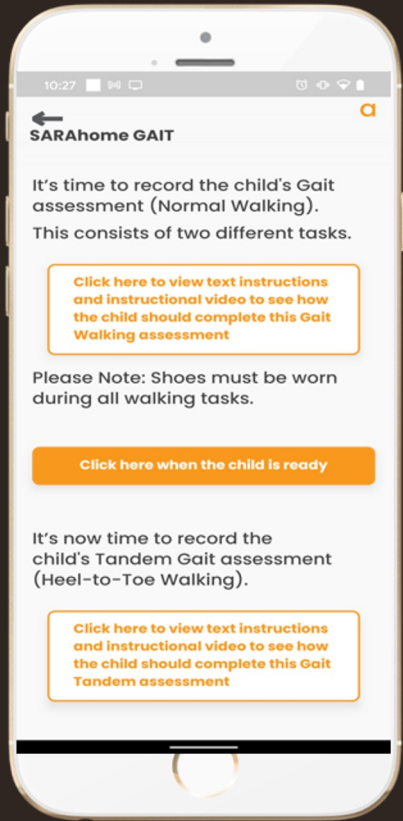 10:27
a
SARAhome GAIT
It's time to record the child's Gait
assessment (Normal Walking).
This consists of two different tasks.
Click here to view text instructions
and instructional video to see how
the child should complete this Gait
Walking assessment
Please Note: Shoes must be worn
during all walking tasks.
Click here when the child is ready
It's now time to record the
child's Tandem Gait assessment
(Heel-to-Toe Walking).
Click here to view text instructions
and instructional video to see how
the child should complete this Gait
Tandem assessment